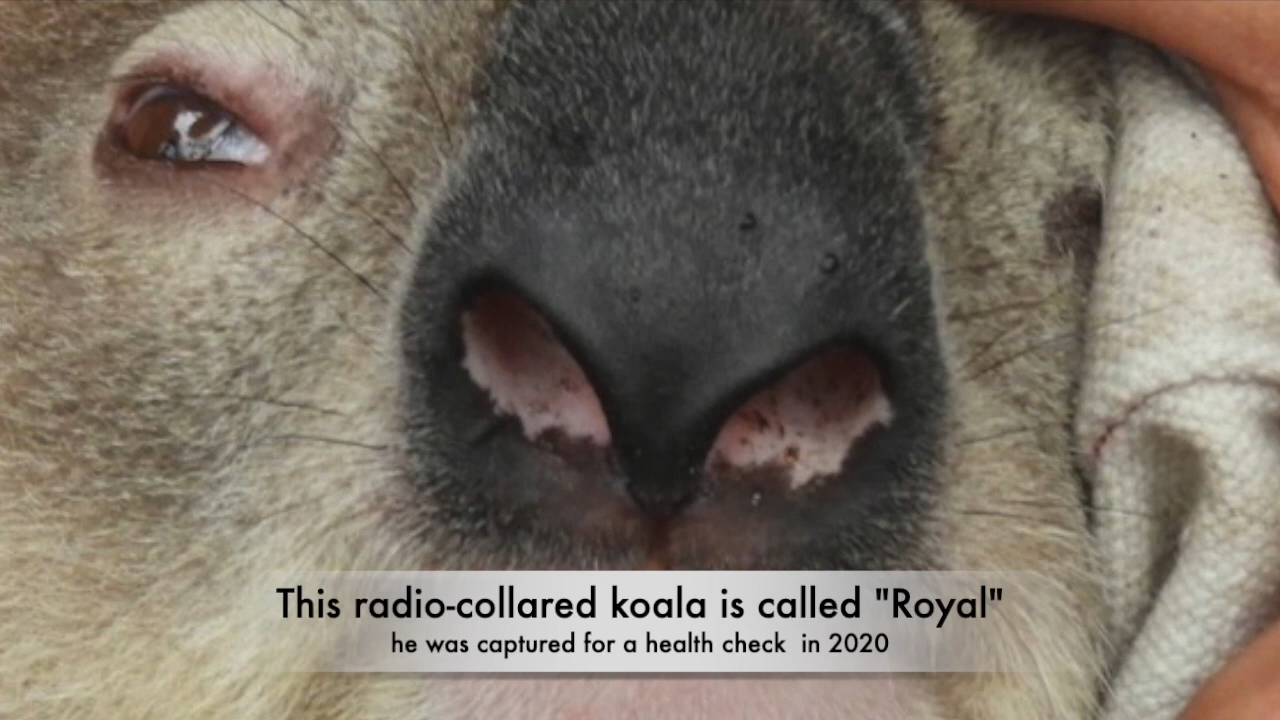 This radio-collared koala is called "Royal"
he was captured for a health check  in 2020